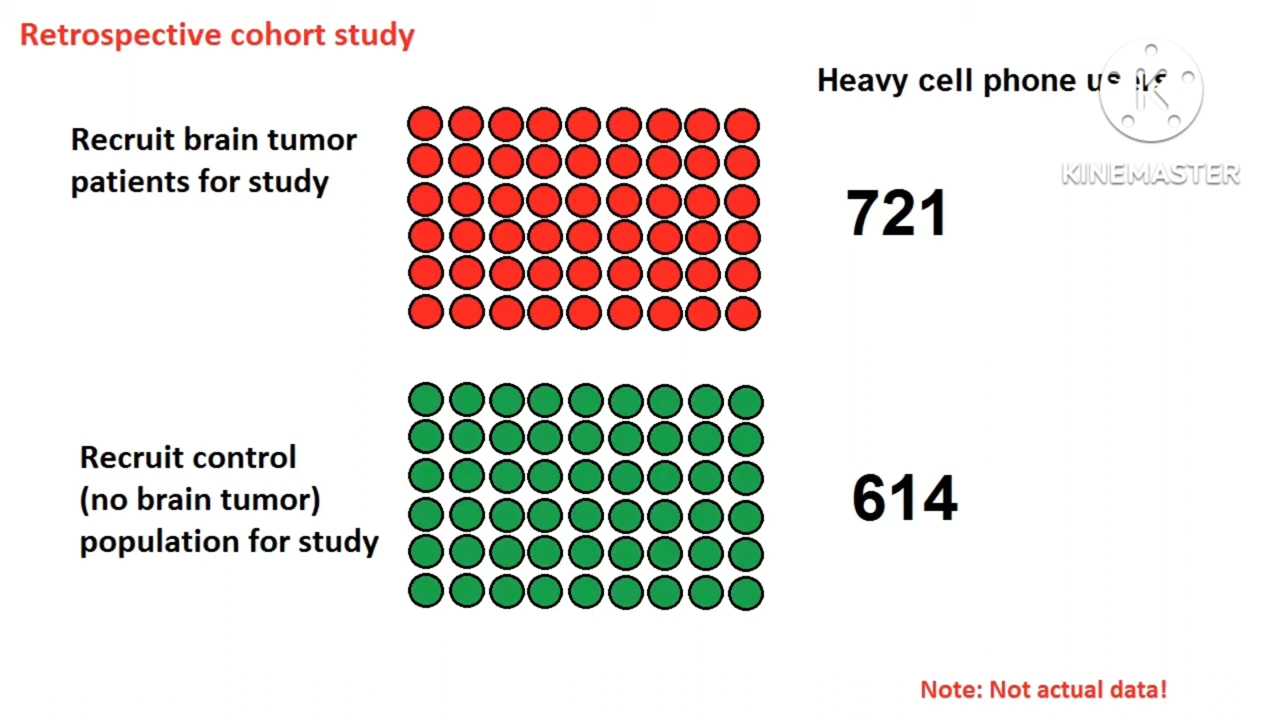 Retrospective cohort study
Heavy cell phone users
Recruit brain tumor
patients for study
KINEMASTER
721
Recruit control
(no brain tumor)
population for study
614
Note: Not actual data!